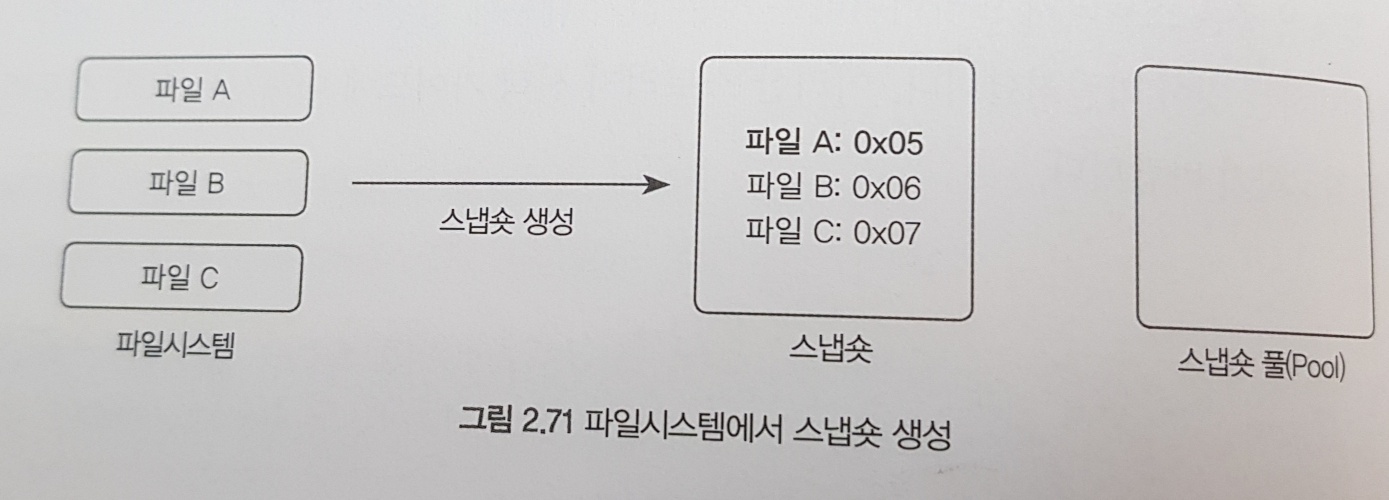 파일 A
파일 B
파일 C
파일시스템
스냅숏 생성
파일 A: 0x05
파일 B: 0x06
파일 C: 0x07
스냅숏
스냅숏 풀(Pool)
그림 2.71 파일시스템에서 스냅숏 생성